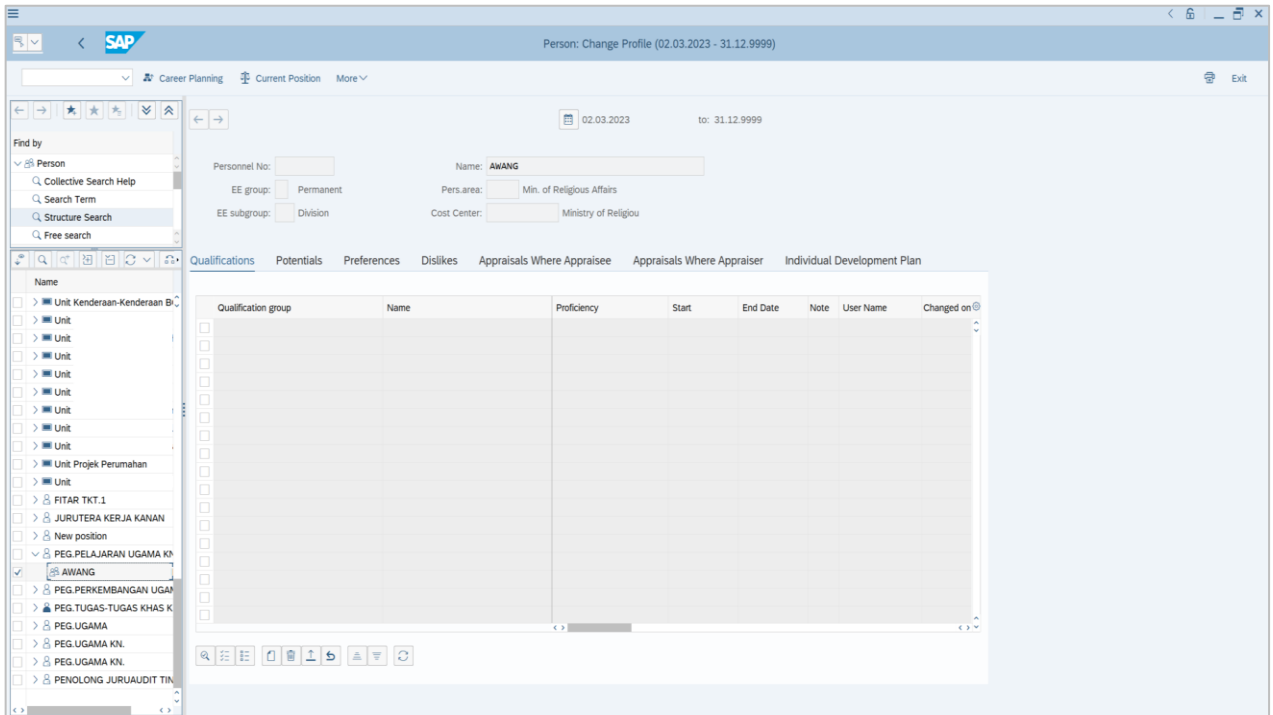 SAP
Person: Change Profile (02.03.2023 - 31.12.9999)
Career Planning Current Position More Exit
02.03.2023 to: 31.12.9999
Find by
Person
Collective Search Help
Search Term
Structure Search
Free search
Personnel No: Name: AWANG
EE group: Permanent Pers.area: Min. of Religious Affairs
EE subgroup: Division Cost Center: Ministry of Religiou
Qualifications Potentials Preferences Dislikes Appraisals Where Appraisee Appraisals Where Appraiser Individual Development Plan
Qualification group Name Proficiency Start End Date Note User Name Changed on
Name
Unit Kenderaan-Kenderaan B
Unit
Unit
Unit
Unit
Unit
Unit
Unit
Unit
Unit Projek Perumahan
Unit
FITAR TKT.1
JURUTERA KERJA KANAN
New position
PEG.PELAJARAN UGAMA KN
AWANG
PEG.PERKEMBANGAN UGAM
PEG.TUGAS-TUGAS KHAS K
PEG.UGAMA
PEG.UGAMA KN.
PEG.UGAMA KN.
PENOLONG JURUAUDIT TIN